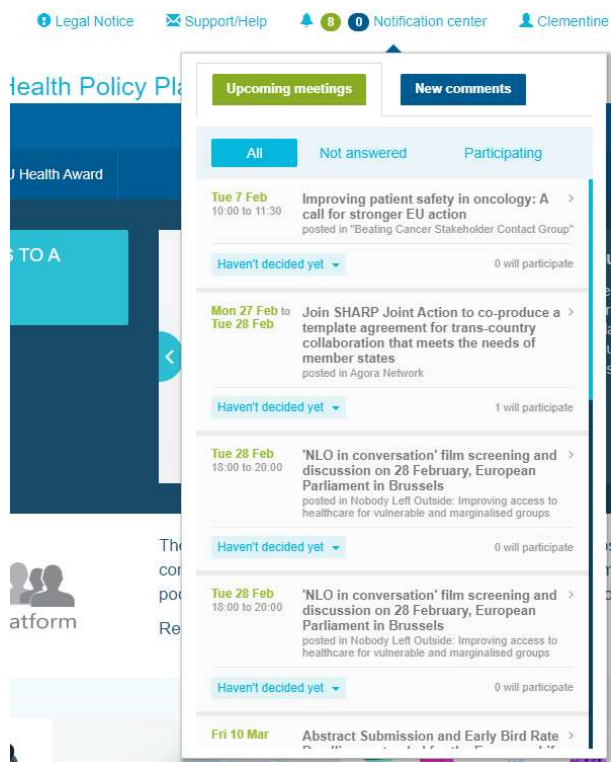 Legal Notice Support/Help 8 0 Notification center Clementine
Health Policy Pla
Upcoming meetings New comments
All Not answered Participating
J Health Award
Tue 7 Feb
10:00 to 11:30
Improving patient safety in oncology: A
call for stronger EU action
posted in "Beating Cancer Stakeholder Contact Group"
S TO A
Haven't decided yet 0 will participate
Mon 27 Feb to
Tue 28 Feb
Join SHARP Joint Action to co-produce a
template agreement for trans-country
collaboration that meets the needs of
member states
posted in Agora Network
Haven't decided yet 1 will participate
Tue 28 Feb
18:00 to 20:00
'NLO in conversation' film screening and
discussion on 28 February, European
Parliament in Brussels
posted in Nobody Left Outside: Improving access to
healthcare for vulnerable and marginalised groups
Haven't decided yet 0 will participate
The
con
poo
Re
atform
Tue 28 Feb
18:00 to 20:00
'NLO in conversation' film screening and
discussion on 28 February, European
Parliament in Brussels
posted in Nobody Left Outside: Improving access to
healthcare for vulnerable and marginalised groups
Haven't decided yet 0 will participate
Fri 10 Mar
Abstract Submission and Early Bird Rate